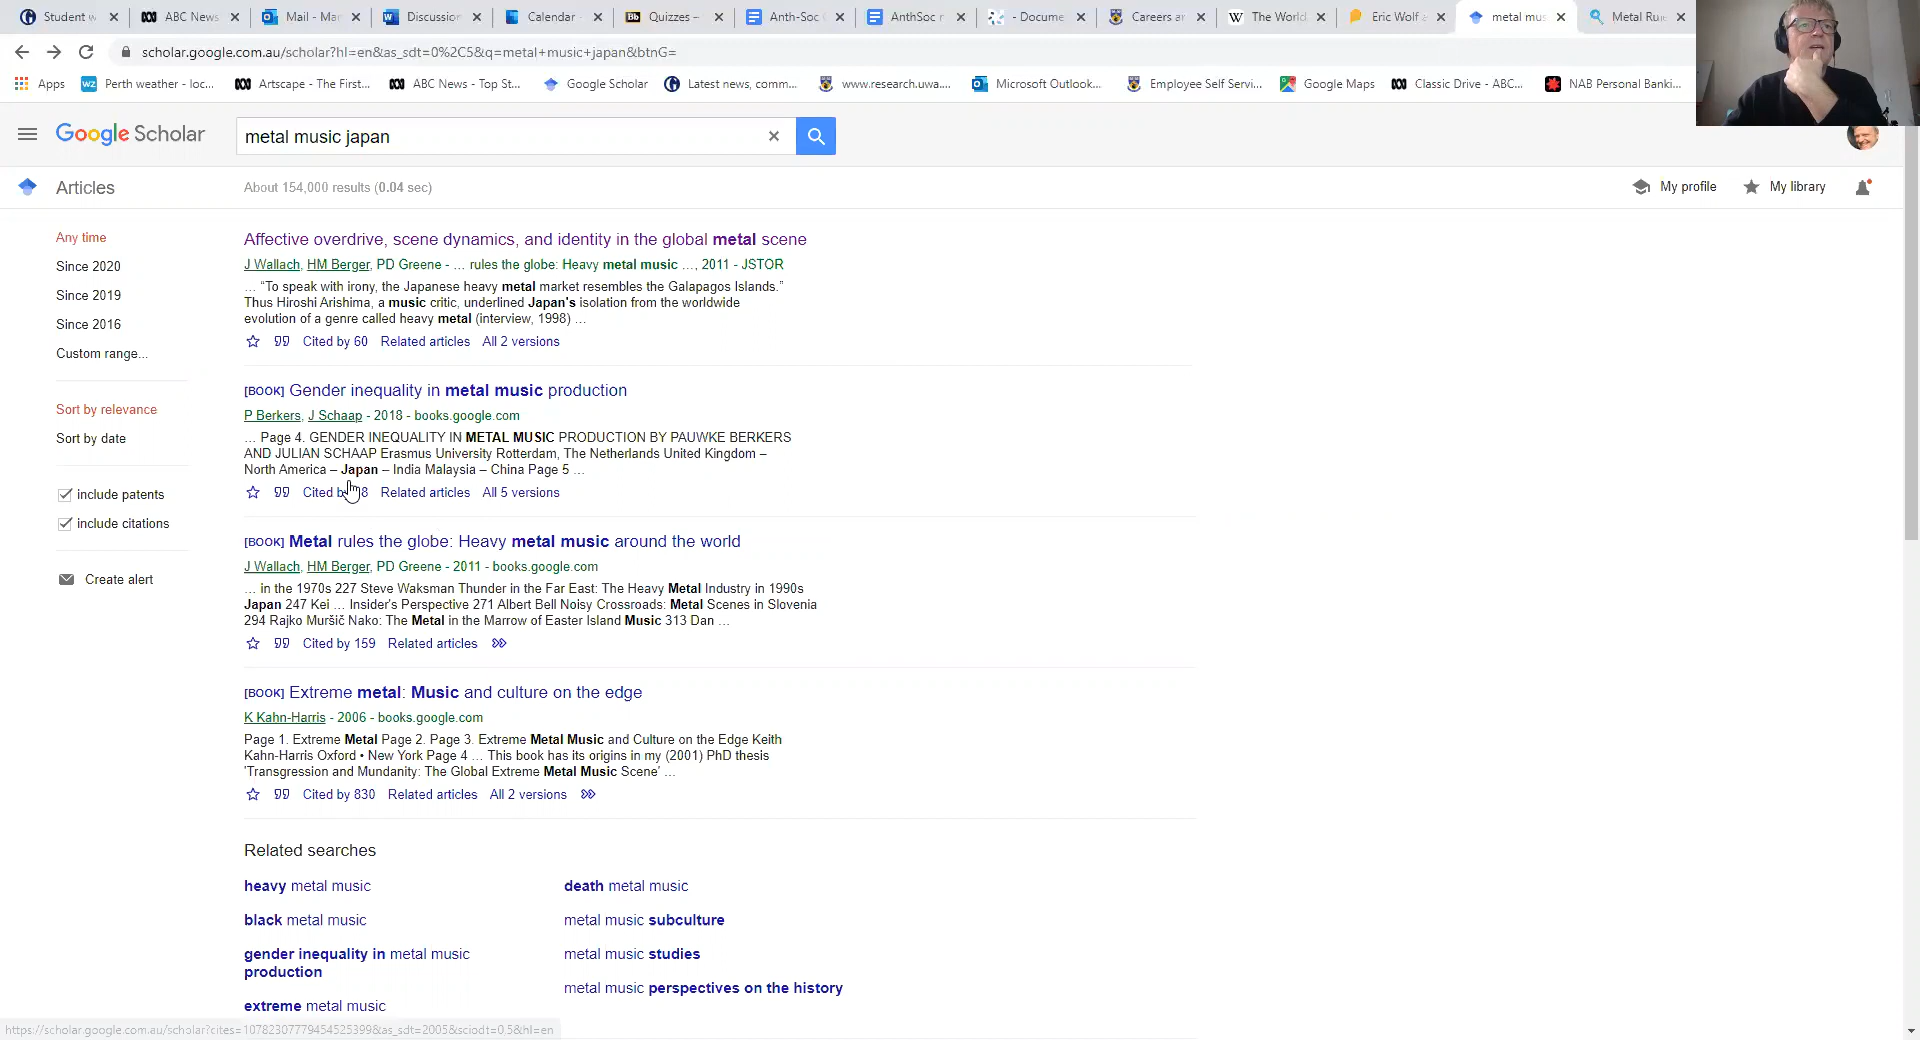 Student w
ABC News
Mail - Mar
Discussion
Calendar
Quizzes –
Anth-Soc
AnthSoc r
- Docume
Careers ar
The World
Eric Wolf a
metal mus
Metal Rul
scholar.google.com.au/scholar?hl=en&as_sdt=0%2C5&q=metal+music+japan&btnG=
Apps
Perth weather - loc...
Artscape - The First...
ABC News - Top St...
Google Scholar
Latest news, comm...
www.research.uwa....
Microsoft Outlook...
Employee Self Servi...
Google Maps
Classic Drive - ABC...
NAB Personal Banki...
Google Scholar
metal music japan
Articles
About 154,000 results (0.04 sec)
My profile
My library
Any time
Since 2020
Since 2019
Since 2016
Custom range...
Sort by relevance
Sort by date
include patents
include citations
Create alert
Affective overdrive, scene dynamics, and identity in the global metal scene
J Wallach, HM Berger, PD Greene - … rules the globe: Heavy metal music …, 2011 - JSTOR
… “To speak with irony, the Japanese heavy metal market resembles the Galapagos Islands.”
Thus Hiroshi Arishima, a music critic, underlined Japan's isolation from the worldwide
evolution of a genre called heavy metal (interview, 1998) …
Cited by 60 Related articles All 2 versions
[BOOK] Gender inequality in metal music production
P Berkers, J Schaap - 2018 - books.google.com
… Page 4. GENDER INEQUALITY IN METAL MUSIC PRODUCTION BY PAUWKE BERKERS
AND JULIAN SCHAAP Erasmus University Rotterdam, The Netherlands United Kingdom –
North America – Japan – India Malaysia – China Page 5 …
Cited b 8 Related articles All 5 versions
[BOOK] Metal rules the globe: Heavy metal music around the world
J Wallach, HM Berger, PD Greene - 2011 - books.google.com
… in the 1970s 227 Steve Waksman Thunder in the Far East: The Heavy Metal Industry in 1990s
Japan 247 Kei … Insider's Perspective 271 Albert Bell Noisy Crossroads: Metal Scenes in Slovenia
294 Rajko Muršič Nako: The Metal in the Marrow of Easter Island Music 313 Dan …
Cited by 159 Related articles
[BOOK] Extreme metal: Music and culture on the edge
K Kahn-Harris - 2006 - books.google.com
Page 1. Extreme Metal Page 2. Page 3. Extreme Metal Music and Culture on the Edge Keith
Kahn-Harris Oxford • New York Page 4 … This book has its origins in my (2001) PhD thesis
'Transgression and Mundanity: The Global Extreme Metal Music Scene' …
Cited by 830 Related articles All 2 versions
Related searches
heavy metal music
death metal music
black metal music
metal music subculture
gender inequality in metal music
production
metal music studies
metal music perspectives on the history
extreme metal music
https://scholar.google.com.au/scholar?cites=10782307779454525399&as_sdt=2005&sciodt=0,5&hl=en